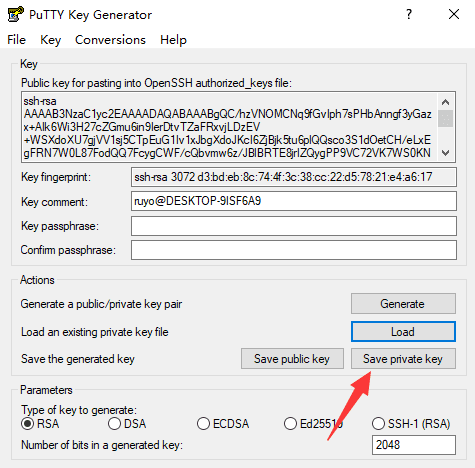 PuTTY Key Generator
File Key Conversions Help
Key
Public key for pasting into OpenSSH authorized_keys file:
ssh-rsa
AAAAB3NzaC1yc2EAAAADAQABAAABgQC/hzVNOMCNq9fGvIph7sPHbAnngf3yGaz
x+Alk6Wi3H27cZGmu6in9IerDtvTZaFRxvjLDzEV
+WSXdoXU7gjVV1sj5CTpEuG1Iv1xJbgXdoJKcI6ZjBjk5tu6plQQsco3S1dOetCH/eLxE
gFRN7W0L87FodQQ7FcygCWF/cQbvmw6z/JBlBRTE8jrlZQygPP9VC72VK7WS0KN
Key fingerprint: ssh-rsa 3072 d3:bd:eb:8c:74:4f:3c:38:cc:22:d5:78:21:e4:a6:17
Key comment: ruyo@DESKTOP-9ISF6A9
Key passphrase:
Confirm passphrase:
Actions
Generate a public/private key pair Generate
Load an existing private key file Load
Save the generated key Save public key Save private key
Parameters
Type of key to generate:
RSA DSA ECDSA Ed25519 SSH-1 (RSA)
Number of bits in a generated key: 2048